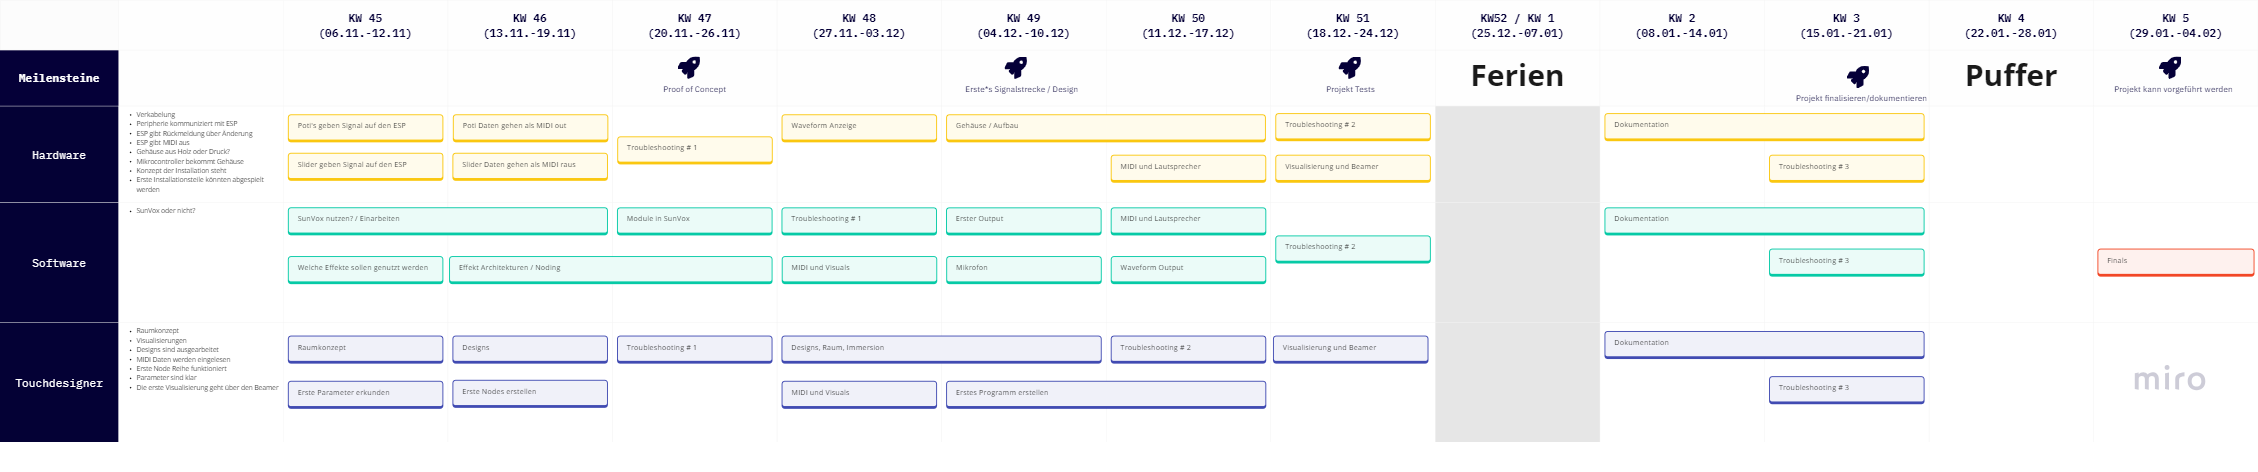 KW 45
(06.11.-12.11)
KW 46
(13.11.-19.11)
KW 47
(20.11.-26.11)
KW 48
(27.11.-03.12)
KW 49
(04.12.-10.12)
KW 50
(11.12.-17.12)
KW 51
(18.12.-24.12)
KW52 / KW 1
(25.12.-07.01)
KW 2
(08.01.-14.01)
KW 3
(15.01.-21.01)
KW 4
(22.01.-28.01)
KW 5
(29.01.-04.02)
Meilensteine
Proof of Concept
Erste*s Signalstrecke / Design
Projekt Tests
Ferien
Projekt finalisieren/dokumentieren
Puffer
Projekt kann vorgeführt werden
Hardware
• Verkabelung
• Peripherie kommuniziert mit ESP
• ESP gibt Rückmeldung über Änderung
• ESP gibt MIDI aus
• Gehäuse aus Holz oder Druck?
• Mikrocontroller bekommt Gehäuse
• Konzept der Installation steht
• Erste Installationsteile könnten abgespielt
werden
Poti's geben Signal auf den ESP
Poti Daten gehen als MIDI out
Troubleshooting # 1
Waveform Anzeige
Gehäuse / Aufbau
Troubleshooting # 2
Dokumentation
Slider geben Signal auf den ESP
Slider Daten gehen als MIDI raus
MIDI und Lautsprecher
Visualisierung und Beamer
Troubleshooting # 3
Software
• SunVox oder nicht?
SunVox nutzen? / Einarbeiten
Module in SunVox
Troubleshooting # 1
Erster Output
MIDI und Lautsprecher
Troubleshooting # 2
Dokumentation
Welche Effekte sollen genutzt werden
Effekt Architekturen / Noding
MIDI und Visuals
Mikrofon
Waveform Output
Troubleshooting # 3
Finals
Touchdesigner
• Raumkonzept
• Visualisierungen
• Designs sind ausgearbeitet
• MIDI Daten werden eingelesen
• Erste Node Reihe funktioniert
• Parameter sind klar
• Die erste Visualisierung geht über den Beamer
Raumkonzept
Designs
Troubleshooting # 1
Designs, Raum, Immersion
Troubleshooting # 2
Visualisierung und Beamer
Dokumentation
Erste Parameter erkunden
Erste Nodes erstellen
MIDI und Visuals
Erstes Programm erstellen
Troubleshooting # 3
miro